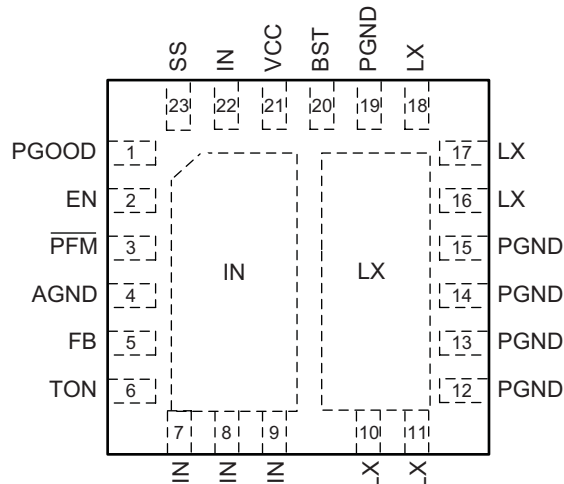 SS IN VCC BST PGND LX
23 22 21 20 19 18
PGOOD 1 17 LX
EN 2 16 LX
P̅F̅M̅ 3 15 PGND
IN LX
AGND 4 14 PGND
FB 5 13 PGND
TON 6 12 PGND
7 8 9 10 11
IN IN IN LX LX